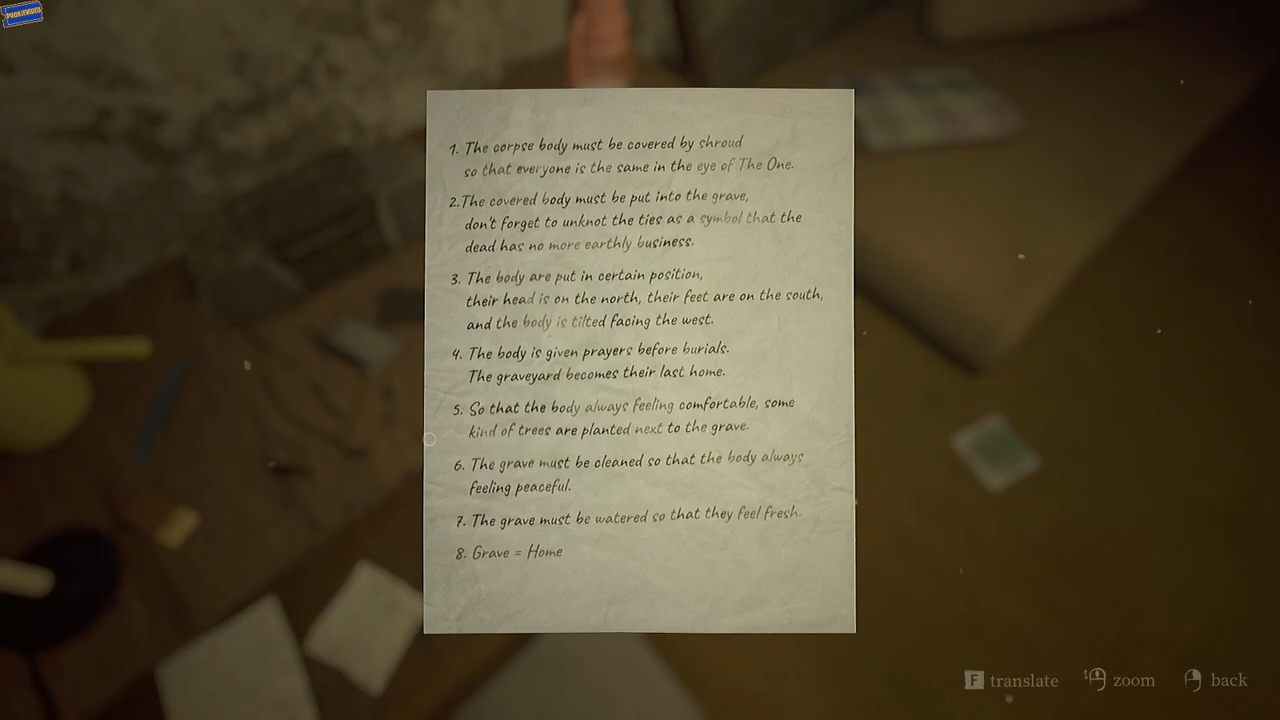 POOKIEVIDEO
1. The corpse body must be covered by shroud
so that everyone is the same in the eye of The One.
2.The covered body must be put into the grave,
don't forget to unknot the ties as a symbol that the
dead has no more earthly business.
3. The body are put in certain position,
their head is on the north, their feet are on the south,
and the body is tilted facing the west.
4. The body is given prayers before burials.
The graveyard becomes their last home.
5. So that the body always feeling comfortable, some
kind of trees are planted next to the grave.
6. The grave must be cleaned so that the body always
feeling peaceful.
7. The grave must be watered so that they feel fresh.
8. Grave = Home
F translate
zoom
back